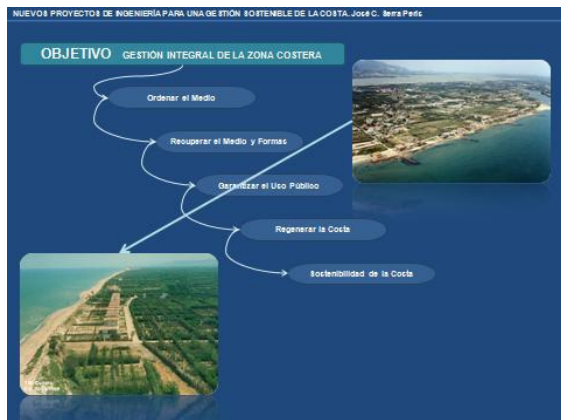 NUEVOS PROYECTOS DE INGENIERÍA PARA UNA GESTIÓN SOSTENIBLE DE LA COSTA. José C. Serra Peris
OBJETIVO GESTIÓN INTEGRAL DE LA ZONA COSTERA
Ordenar el Medio
Recuperar el Medio y Formas
Garantizar el Uso Público
Regenerar la Costa
Sostenibilidad de la Costa